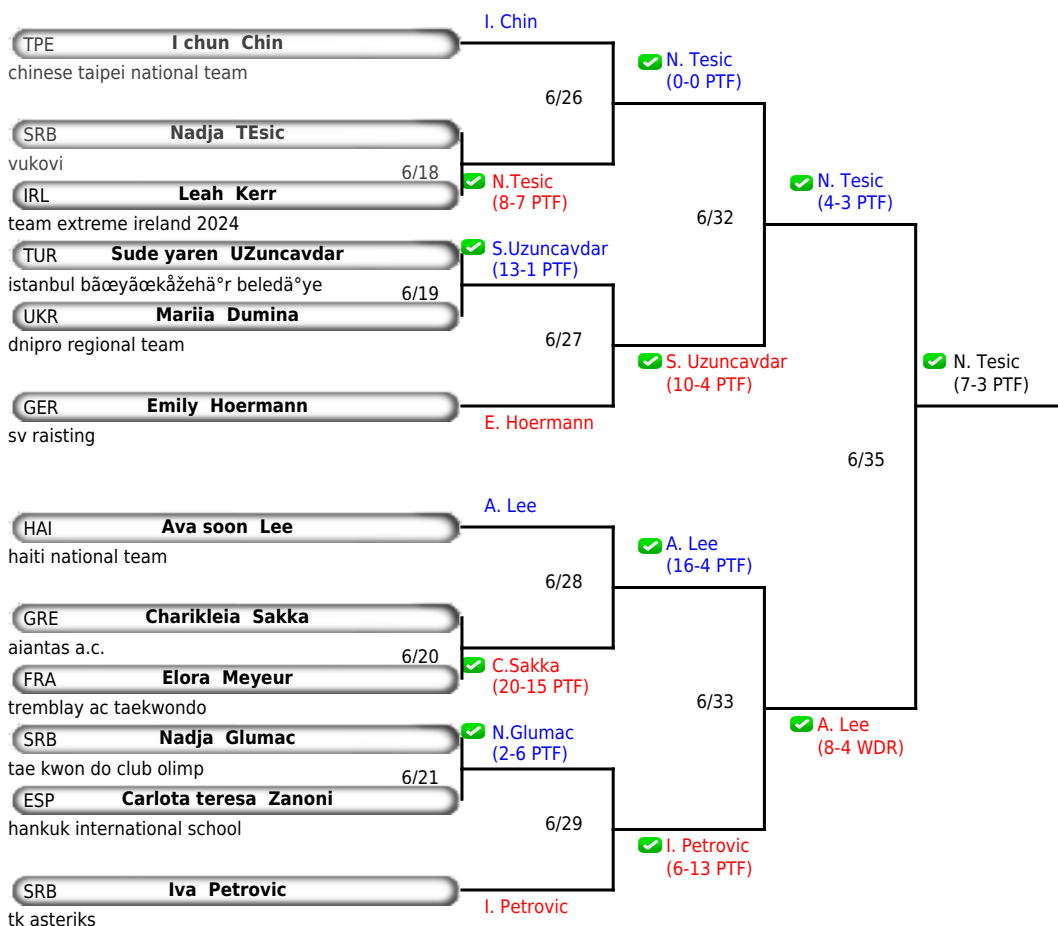 I. Chin
TPE I chun Chin
chinese taipei national team
N. Tesic
(0-0 PTF)
6/26
SRB Nadja TEsic
vukovi
6/18
N.Tesic
(8-7 PTF)
IRL Leah Kerr
team extreme ireland 2024
N. Tesic
(4-3 PTF)
6/32
TUR Sude yaren UZuncavdar
istanbul bãœyãœkåžehä°r beledä°ye
S.Uzuncavdar
(13-1 PTF)
6/19
UKR Mariia Dumina
dnipro regional team
6/27
S. Uzuncavdar
(10-4 PTF)
N. Tesic
(7-3 PTF)
GER Emily Hoermann
sv raisting
E. Hoermann
6/35
A. Lee
HAI Ava soon Lee
haiti national team
A. Lee
(16-4 PTF)
6/28
GRE Charikleia Sakka
aiantas a.c.
6/20
C.Sakka
(20-15 PTF)
FRA Elora Meyeur
tremblay ac taekwondo
6/33
A. Lee
(8-4 WDR)
SRB Nadja Glumac
tae kwon do club olimp
N.Glumac
(2-6 PTF)
6/21
ESP Carlota teresa Zanoni
hankuk international school
6/29
I. Petrovic
(6-13 PTF)
SRB Iva Petrovic
tk asteriks
I. Petrovic